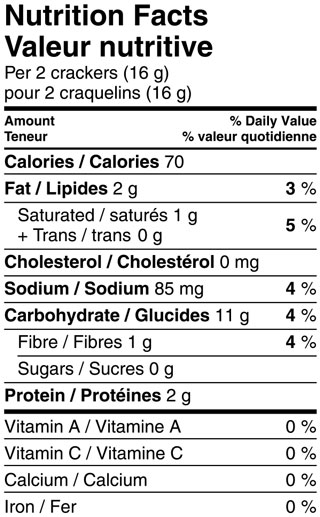 Nutrition Facts
Valeur nutritive
Per 2 crackers (16 g)
pour 2 craquelins (16 g)
Amount % Daily Value
Teneur % valeur quotidienne
Calories / Calories 70
Fat / Lipides 2 g 3 %
Saturated / saturés 1 g
+ Trans / trans 0 g 5 %
Cholesterol / Cholestérol 0 mg
Sodium / Sodium 85 mg 4 %
Carbohydrate / Glucides 11 g 4 %
Fibre / Fibres 1 g 4 %
Sugars / Sucres 0 g
Protein / Protéines 2 g
Vitamin A / Vitamine A 0 %
Vitamin C / Vitamine C 0 %
Calcium / Calcium 0 %
Iron / Fer 0 %